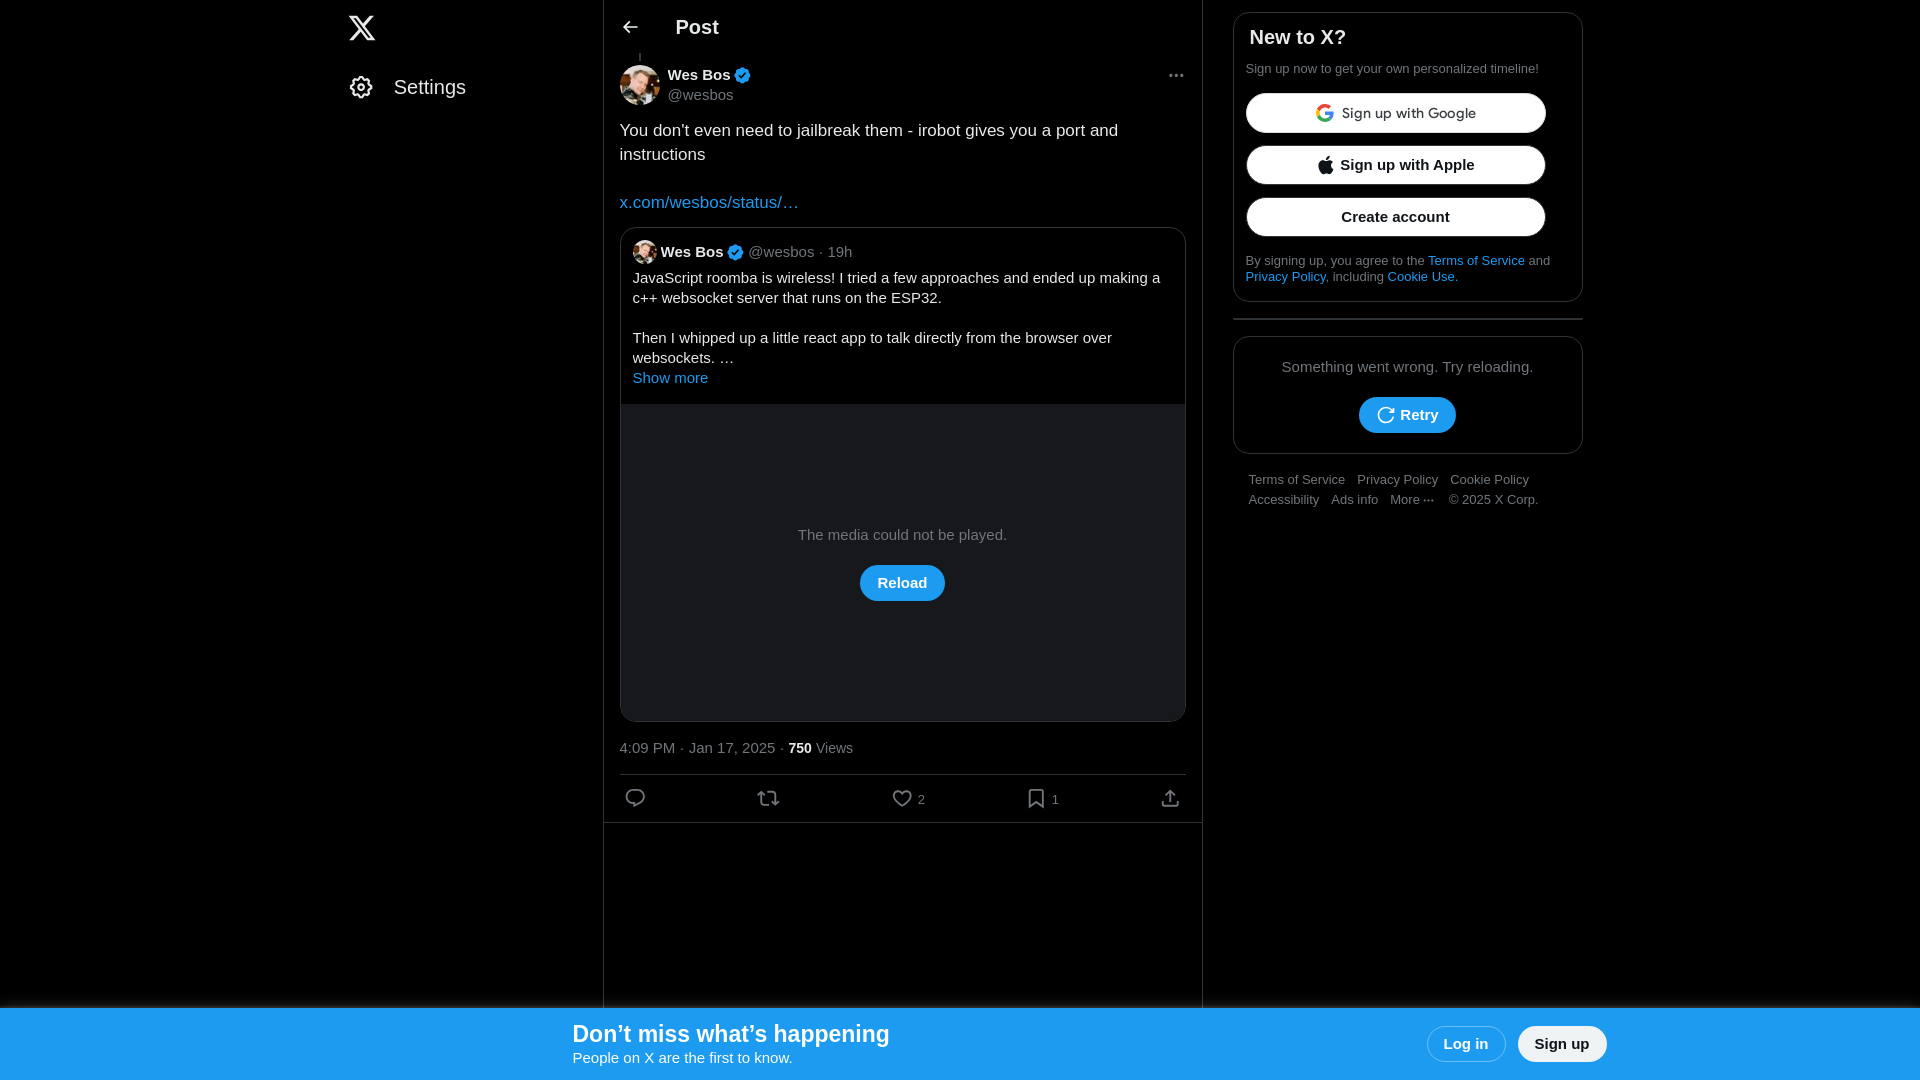 Settings
Post
Wes Bos
@wesbos
You don't even need to jailbreak them - irobot gives you a port and
instructions
x.com/wesbos/status/…
Wes Bos @wesbos · 19h
JavaScript roomba is wireless! I tried a few approaches and ended up making a
c++ websocket server that runs on the ESP32.
Then I whipped up a little react app to talk directly from the browser over
websockets. …
Show more
The media could not be played.
Reload
4:09 PM · Jan 17, 2025 · 750 Views
2
1
New to X?
Sign up now to get your own personalized timeline!
Sign up with Google
Sign up with Apple
Create account
By signing up, you agree to the Terms of Service and
Privacy Policy, including Cookie Use.
Something went wrong. Try reloading.
Retry
Terms of Service Privacy Policy Cookie Policy
Accessibility Ads info More ··· © 2025 X Corp.
Don’t miss what’s happening
People on X are the first to know.
Log in
Sign up